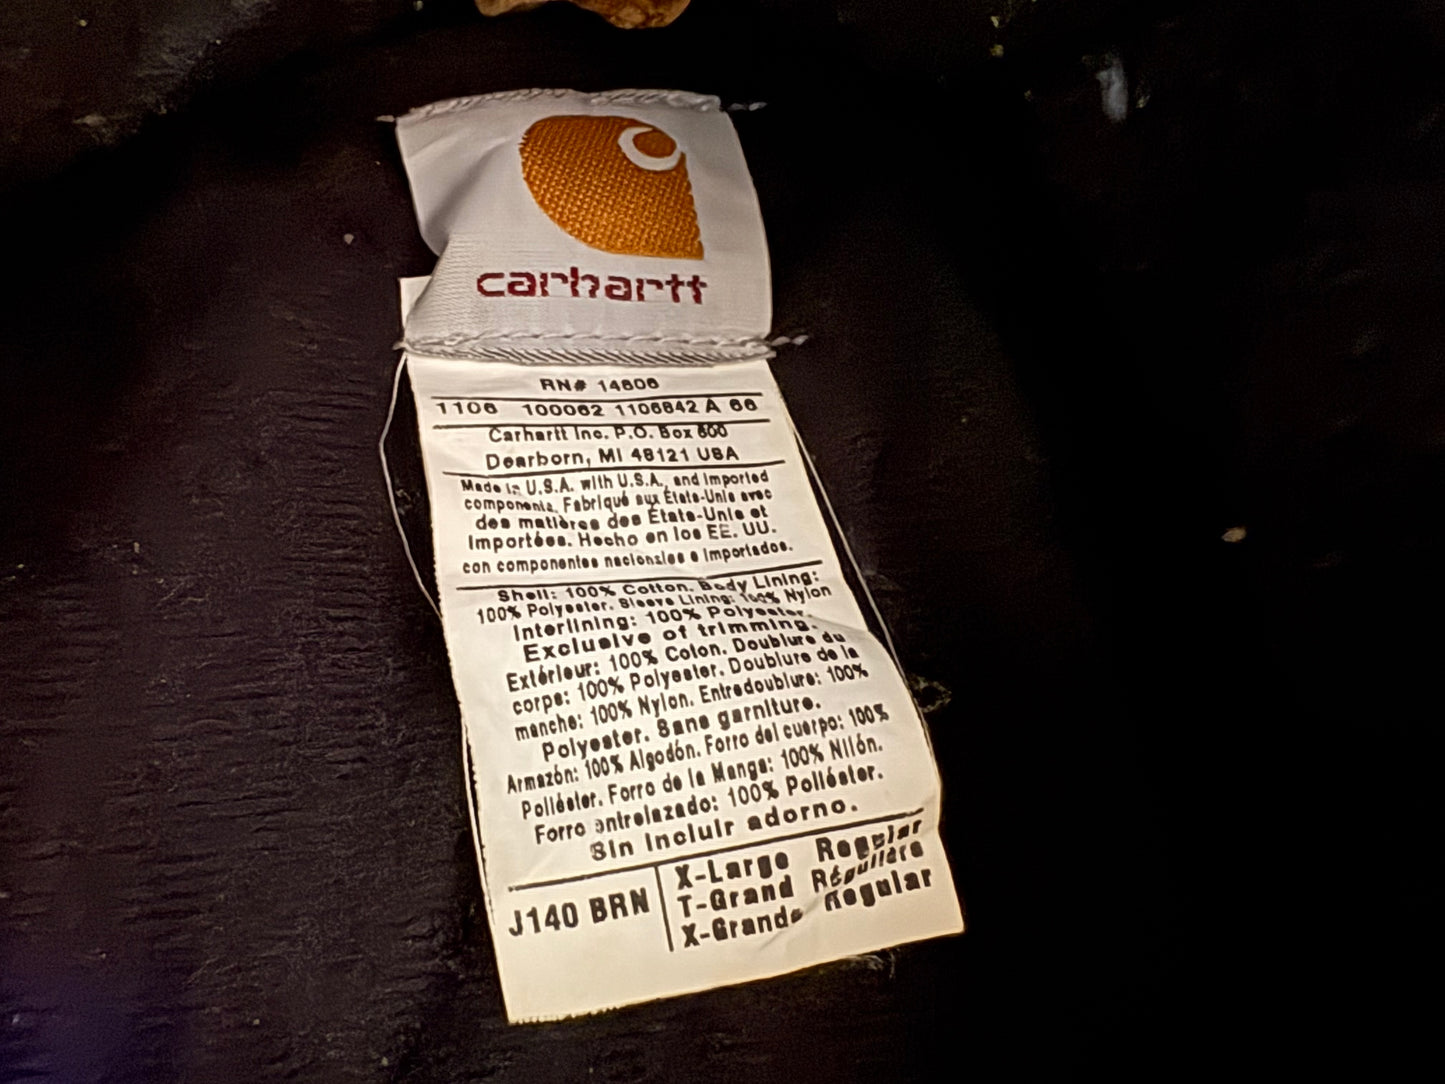 carhartt
RN# 14806
1106 100062 1106842 A 66
Carhartt Inc. P.O. Box 600
Dearborn, MI 48121 USA
Made in U.S.A. with U.S.A., and imported
components. Fabriqué aux États-Unis avec
des matières des États-Unis et
importées. Hecho en los EE. UU.
con componentes nacionales e importados.
Shell: 100% Cotton. Body Lining:
100% Polyester. Sleeve Lining: 100% Nylon
Interlining: 100% Polyester.
Exclusive of trimming.
Extérieur: 100% Coton. Doublure du
corps: 100% Polyester. Doublure de la
manche: 100% Nylon. Entredoublure: 100%
Polyester. Sans garniture.
Armazón: 100% Algodón. Forro del cuerpo: 100%
Poliéster. Forro de la Manga: 100% Nilón.
Forro entrelazado: 100% Poliéster.
Sin incluir adorno.
J140 BRN
X-Large Regular
T-Grand Régulière
X-Grande Regular